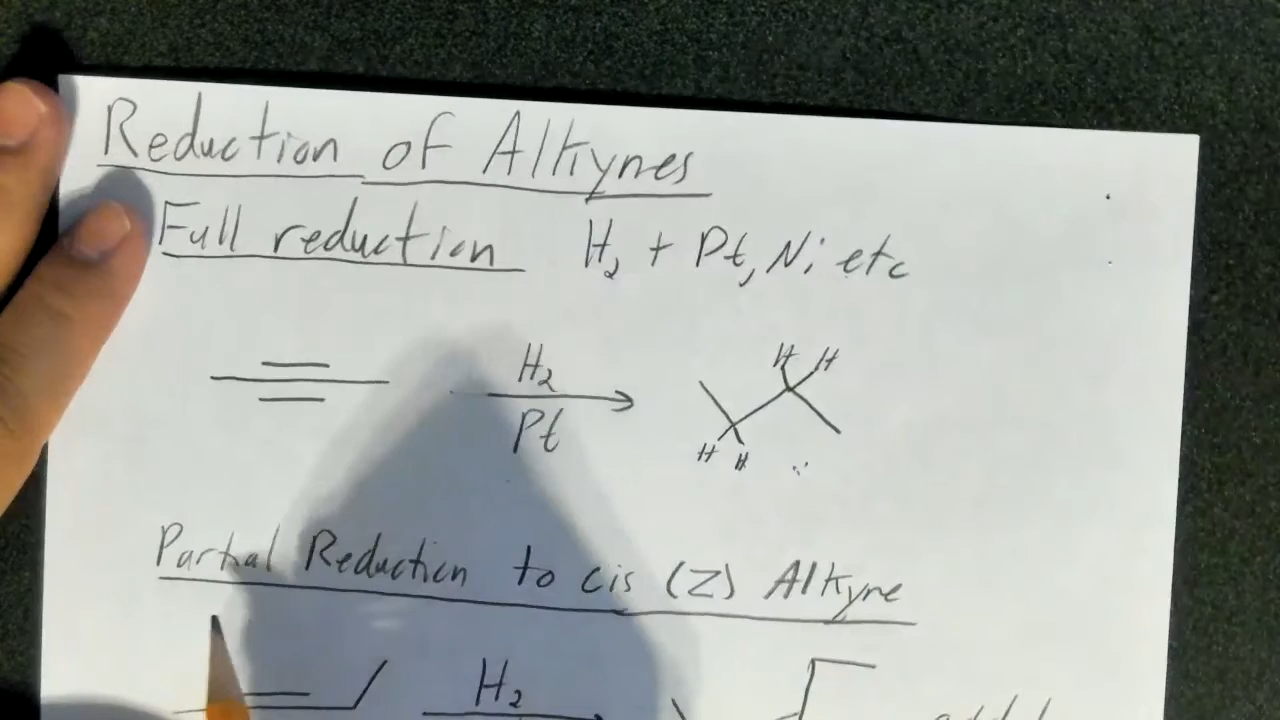 Reduction of Alkynes
Full reduction H₂ + Pt, Ni etc
H₂
Pt
H H
H H
Partial Reduction to cis (Z) Alkyne
H₂